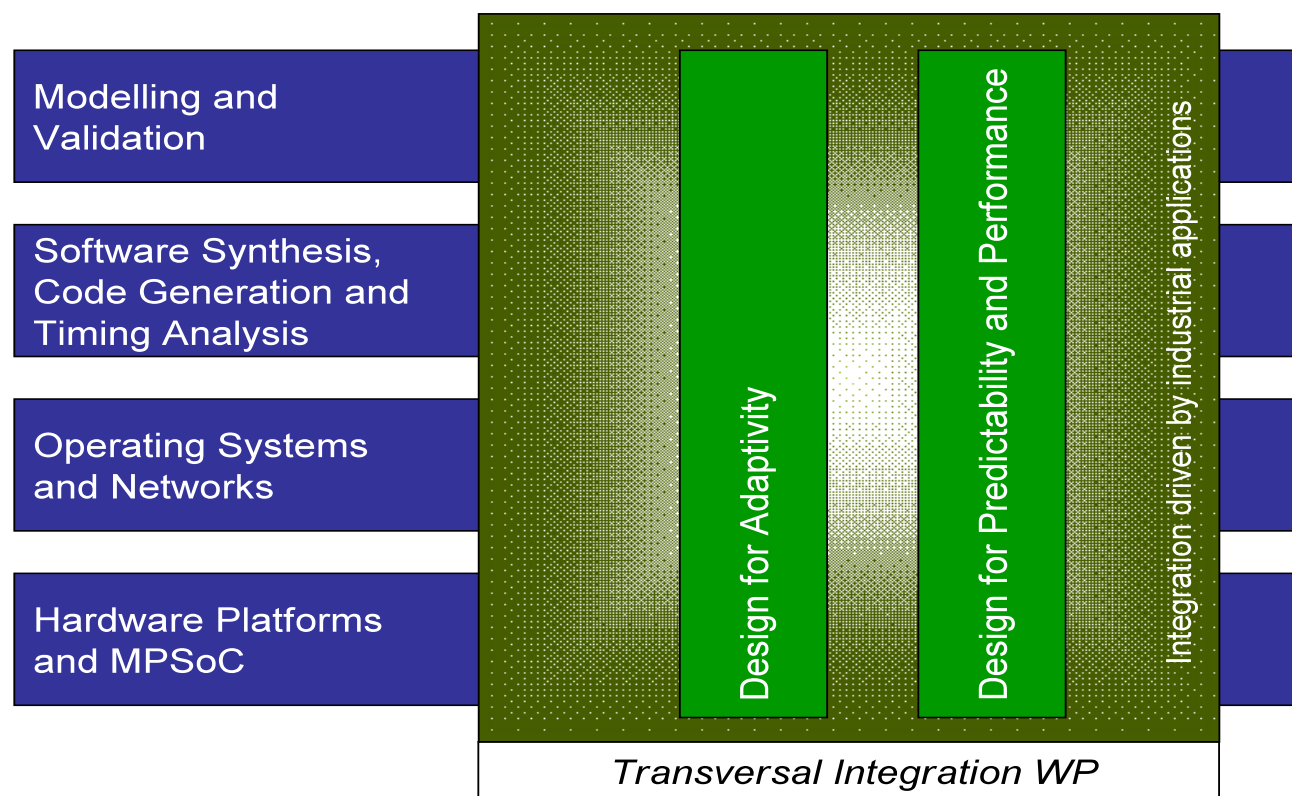 Modelling and
Validation
Software Synthesis,
Code Generation and
Timing Analysis
Operating Systems
and Networks
Hardware Platforms
and MPSoC
Design for Adaptivity
Design for Predictability and Performance
Integration driven by industrial applications
Transversal Integration WP